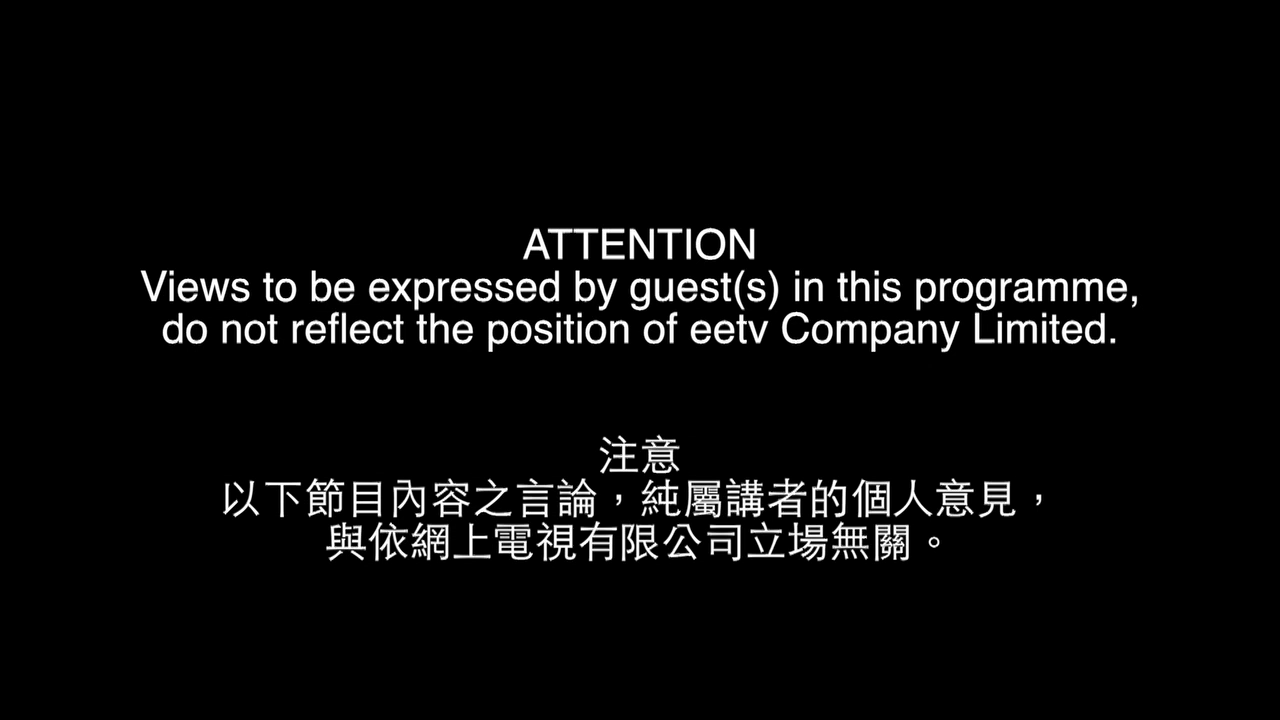 ATTENTION
Views to be expressed by guest(s) in this programme,
do not reflect the position of eetv Company Limited.
注意
以下節目內容之言論，純屬講者的個人意見，
與依網上電視有限公司立場無關。